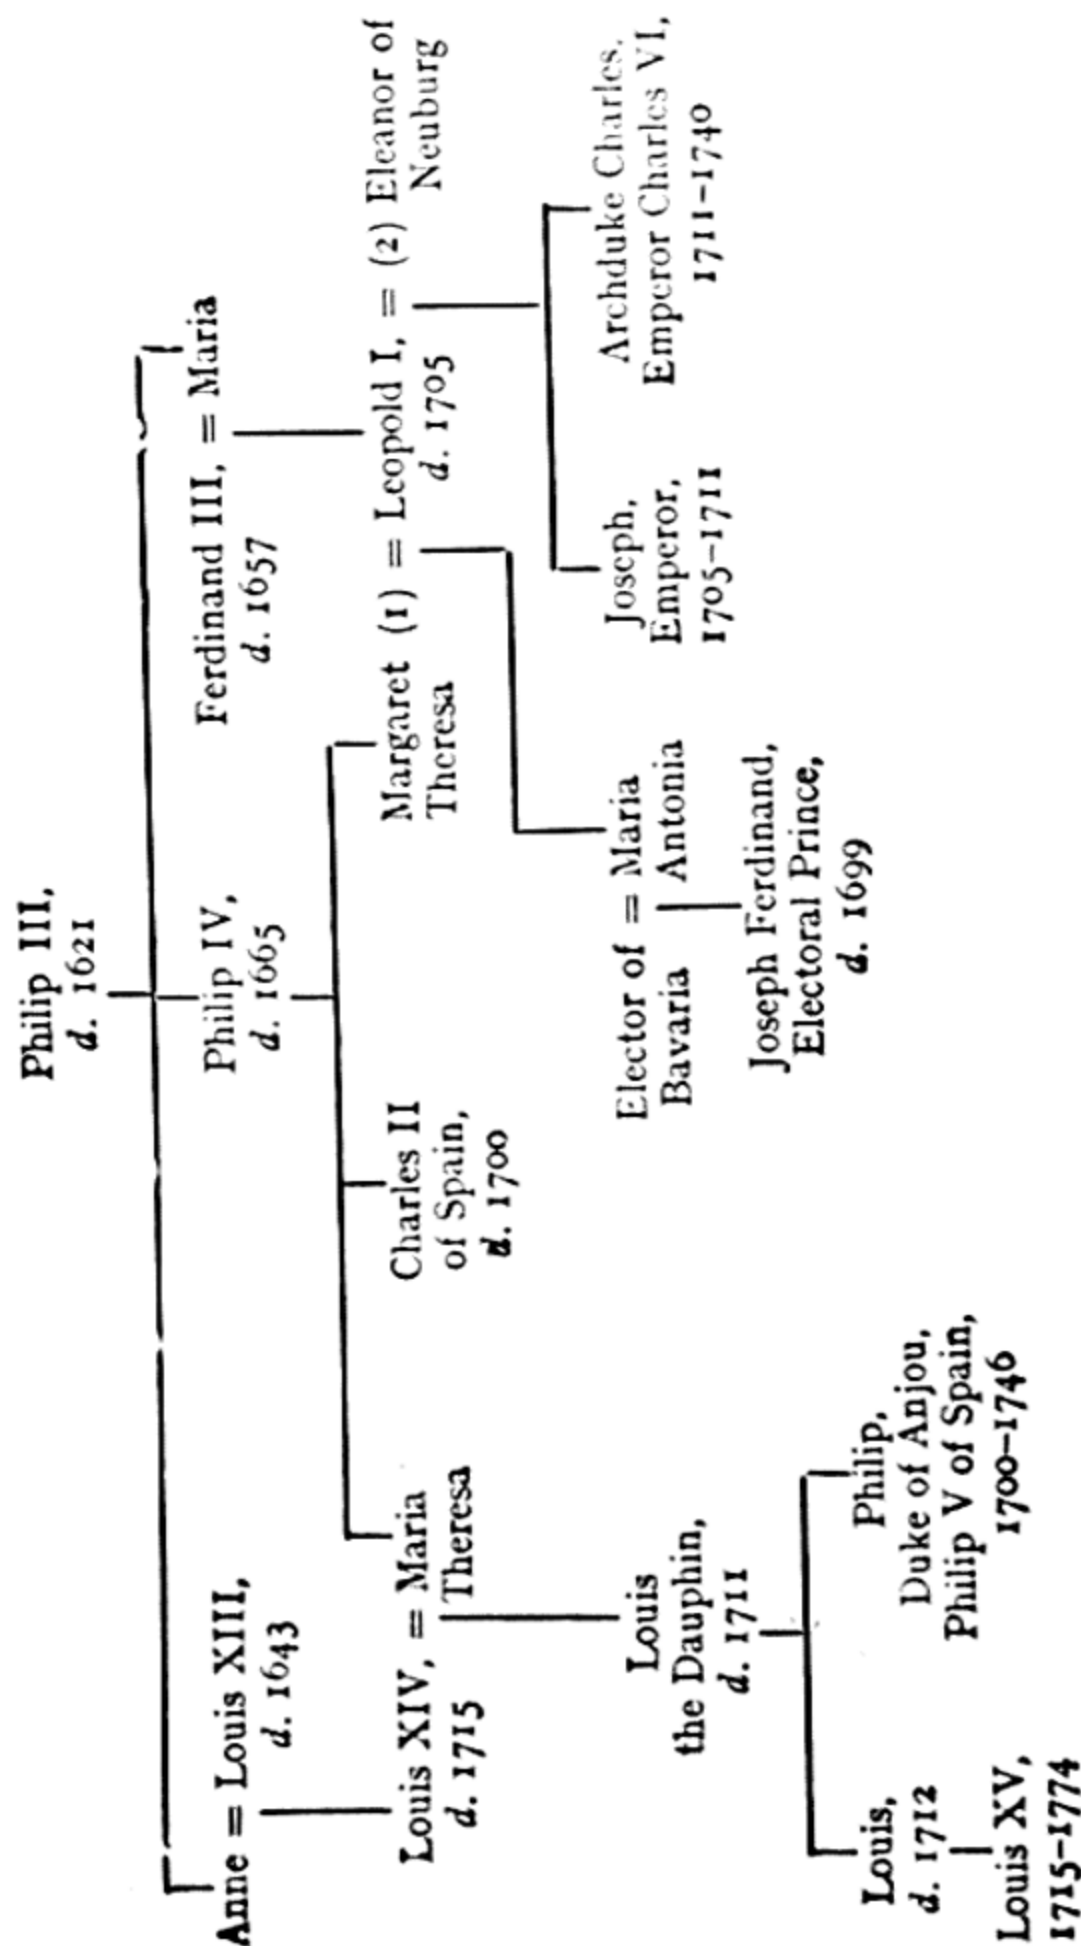 Philip III,
d. 1621
Anne = Louis XIII,
d. 1643
Philip IV,
d. 1665
Ferdinand III, = Maria
d. 1657
Louis XIV, = Maria
d. 1715
Theresa
Charles II
of Spain,
d. 1700
Margaret (1) = Leopold I, = (2) Eleanor of
Theresa
d. 1705
Neuburg
Louis
the Dauphin,
d. 1711
Elector of = Maria
Bavaria
Antonia
Joseph,
Emperor,
1705-1711
Archduke Charles,
Emperor Charles VI,
1711-1740
Joseph Ferdinand,
Electoral Prince,
d. 1699
Louis,
d. 1712
Philip,
Duke of Anjou,
Philip V of Spain,
1700-1746
Louis XV,
1715-1774